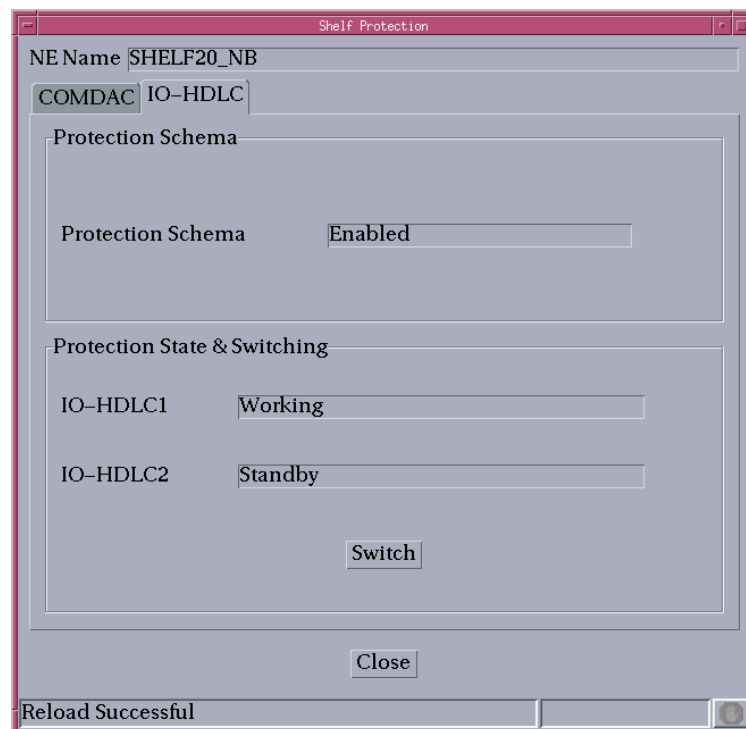 Shelf Protection
NE Name SHELF20_NB
COMDAC IO-HDLC
Protection Schema
Protection Schema Enabled
Protection State & Switching
IO-HDLC1 Working
IO-HDLC2 Standby
Switch
Close
Reload Successful